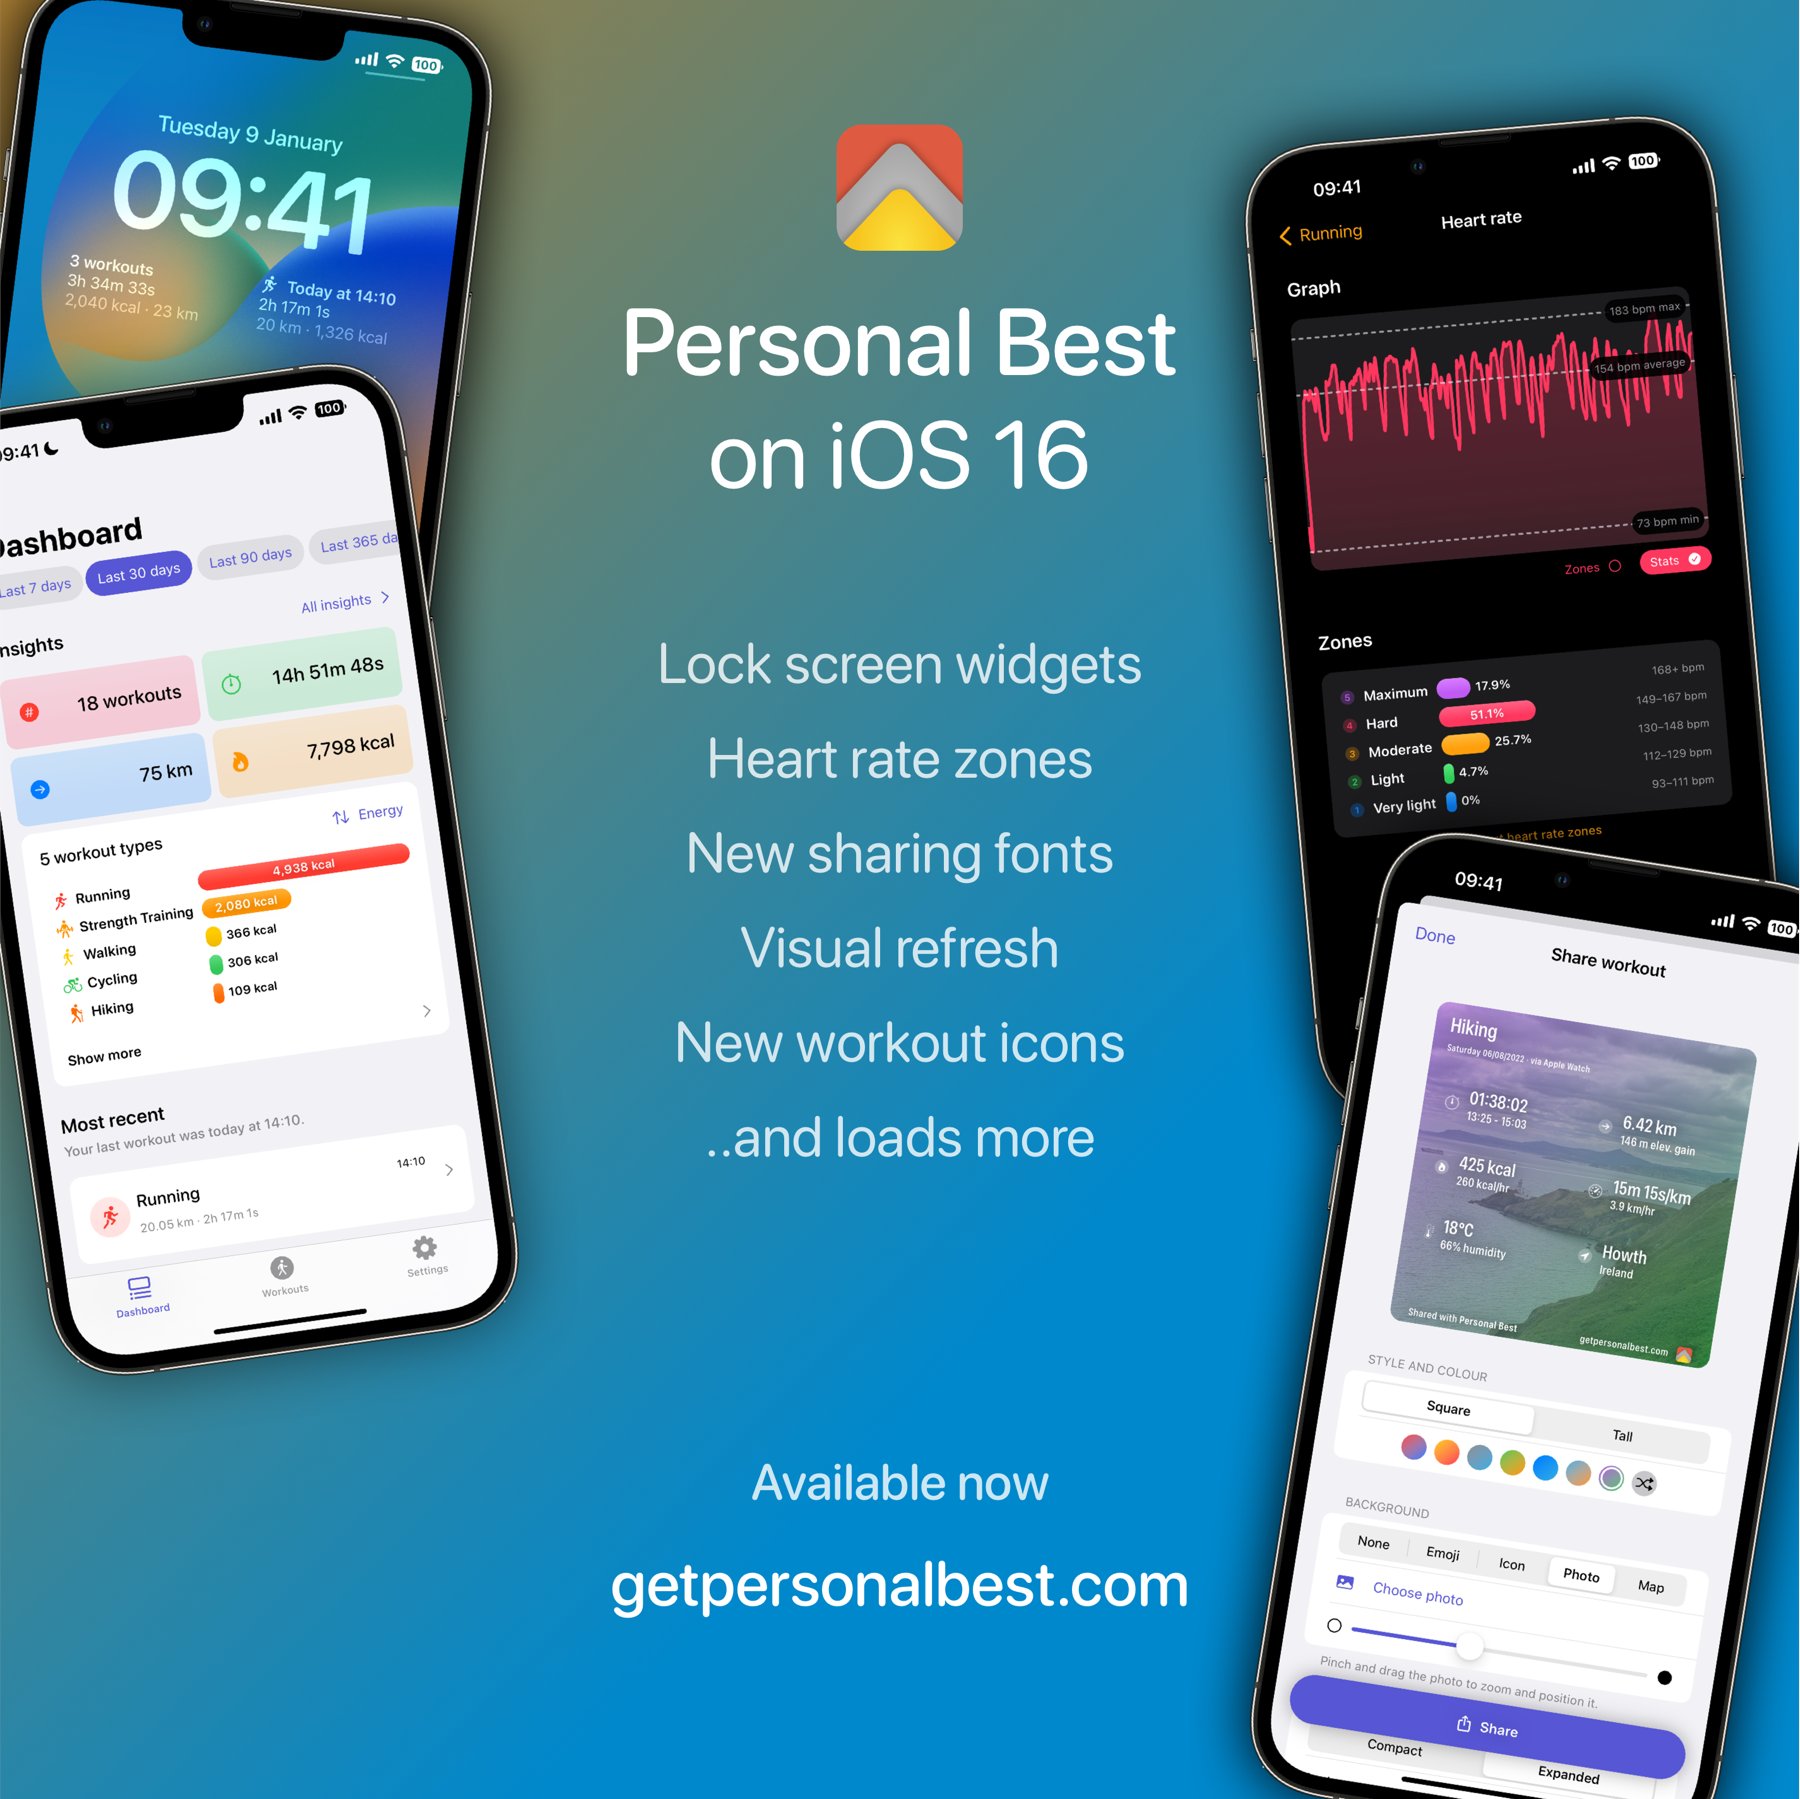 100
Tuesday 9 January
09:41
3 workouts
3h 34m 33s
2,040 kcal · 23 km
Today at 14:10
2h 17m 1s
20 km · 1,326 kcal
09:41
100
Dashboard
Last 7 days
Last 30 days
Last 90 days
Last 365 da
All insights
Insights
# 18 workouts
14h 51m 48s
75 km
7,798 kcal
Energy
5 workout types
Running 4,938 kcal
Strength Training 2,080 kcal
Walking 366 kcal
Cycling 306 kcal
Hiking 109 kcal
Show more
Most recent
Your last workout was today at 14:10.
Running
14:10
20.05 km · 2h 17m 1s
Dashboard
Workouts
Settings
Personal Best
on iOS 16
Lock screen widgets
Heart rate zones
New sharing fonts
Visual refresh
New workout icons
..and loads more
Available now
getpersonalbest.com
09:41
100
Running
Heart rate
Graph
183 bpm max
154 bpm average
73 bpm min
Zones
Stats
Zones
5 Maximum 17.9% 168+ bpm
4 Hard 51.1% 149–167 bpm
3 Moderate 25.7% 130–148 bpm
2 Light 4.7% 112–129 bpm
1 Very light 0% 93–111 bpm
heart rate zones
09:41
100
Done
Share workout
Hiking
Saturday 06/08/2022 · via Apple Watch
01:38:02
13:25 - 15:03
6.42 km
146 m elev. gain
425 kcal
260 kcal/hr
15m 15s/km
3.9 km/hr
18°C
66% humidity
Howth
Ireland
Shared with Personal Best
getpersonalbest.com
STYLE AND COLOUR
Square
Tall
BACKGROUND
None
Emoji
Icon
Photo
Map
Choose photo
Pinch and drag the photo to zoom and position it.
Share
Compact
Expanded